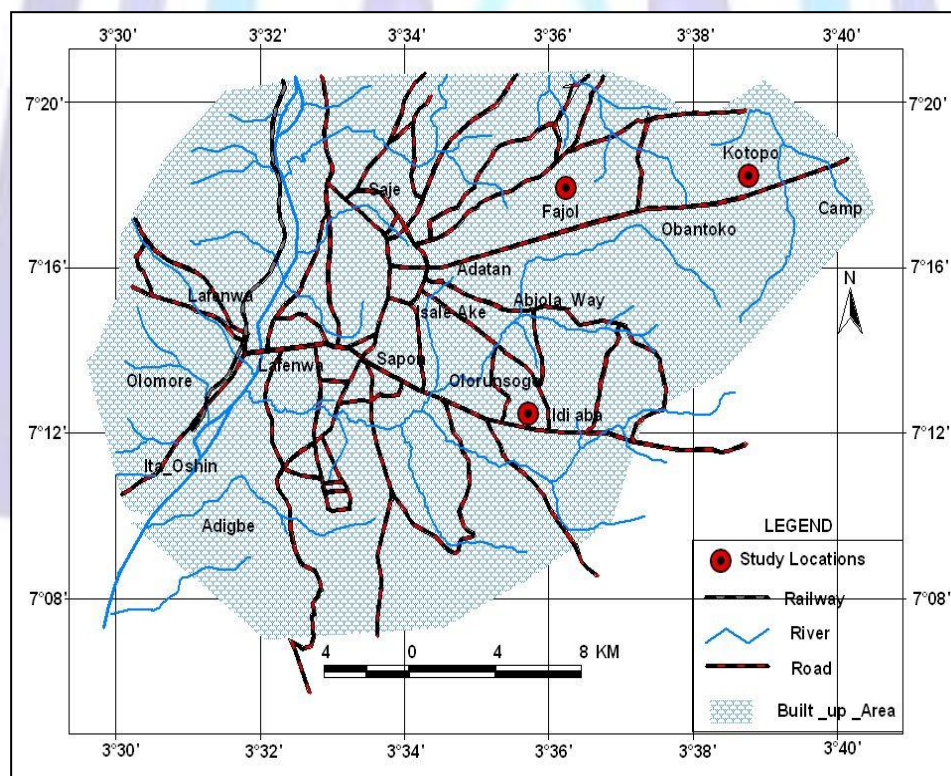 3°30' 3°32' 3°34' 3°36' 3°38' 3°40'
7°20' 7°20'
Kotopo
Saje
Fajol
Camp
Obantoko
7°16' Adatan 7°16'
N
Lafenwa Abiola_Way
Isale Ake
Lafenwa Sapon
Olomore Olorunsogu
Idi aba
7°12' 7°12'
Ita_Oshin
Adigbe
LEGEND
Study Locations
7°08' Railway 7°08'
River
4 0 4 8 KM
Road
Built _up _Area
3°30' 3°32' 3°34' 3°36' 3°38' 3°40'